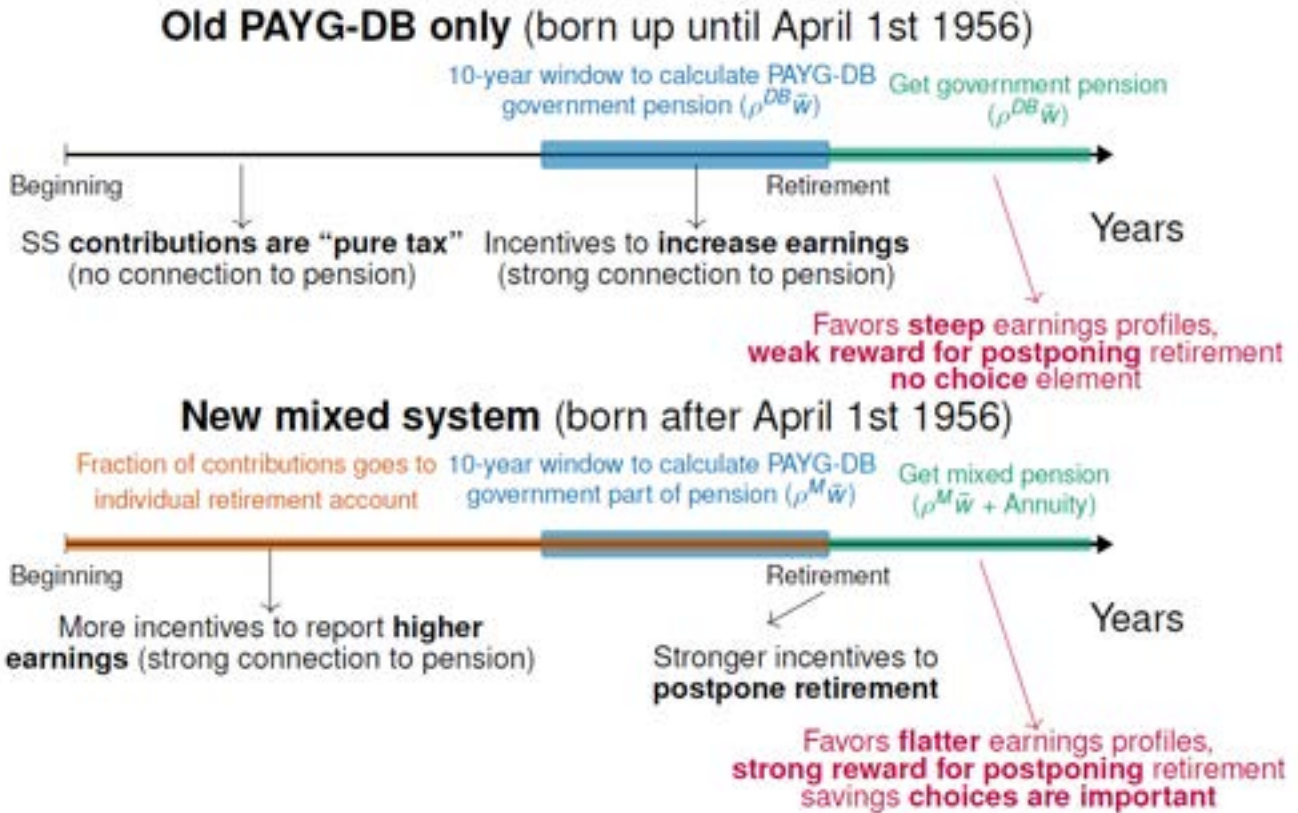 Old PAYG-DB only (born up until April 1st 1956)
10-year window to calculate PAYG-DB
government pension (ρ^DB w̄)
Get government pension
(ρ^DB w̄)
Beginning
Retirement
Years
SS contributions are “pure tax”
(no connection to pension)
Incentives to increase earnings
(strong connection to pension)
Favors steep earnings profiles,
weak reward for postponing retirement
no choice element
New mixed system (born after April 1st 1956)
Fraction of contributions goes to
individual retirement account
10-year window to calculate PAYG-DB
government part of pension (ρ^M w̄)
Get mixed pension
(ρ^M w̄ + Annuity)
Beginning
Retirement
Years
More incentives to report higher
earnings (strong connection to pension)
Stronger incentives to
postpone retirement
Favors flatter earnings profiles,
strong reward for postponing retirement
savings choices are important